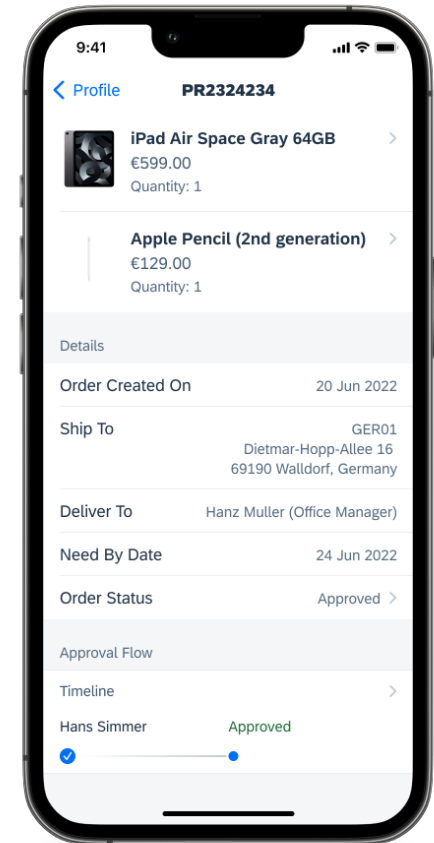 9:41
Profile
PR2324234
iPad Air Space Gray 64GB
€599.00
Quantity: 1
Apple Pencil (2nd generation)
€129.00
Quantity: 1
Details
Order Created On 20 Jun 2022
Ship To GER01
Dietmar-Hopp-Allee 16
69190 Walldorf, Germany
Deliver To Hanz Muller (Office Manager)
Need By Date 24 Jun 2022
Order Status Approved
Approval Flow
Timeline
Hans Simmer Approved